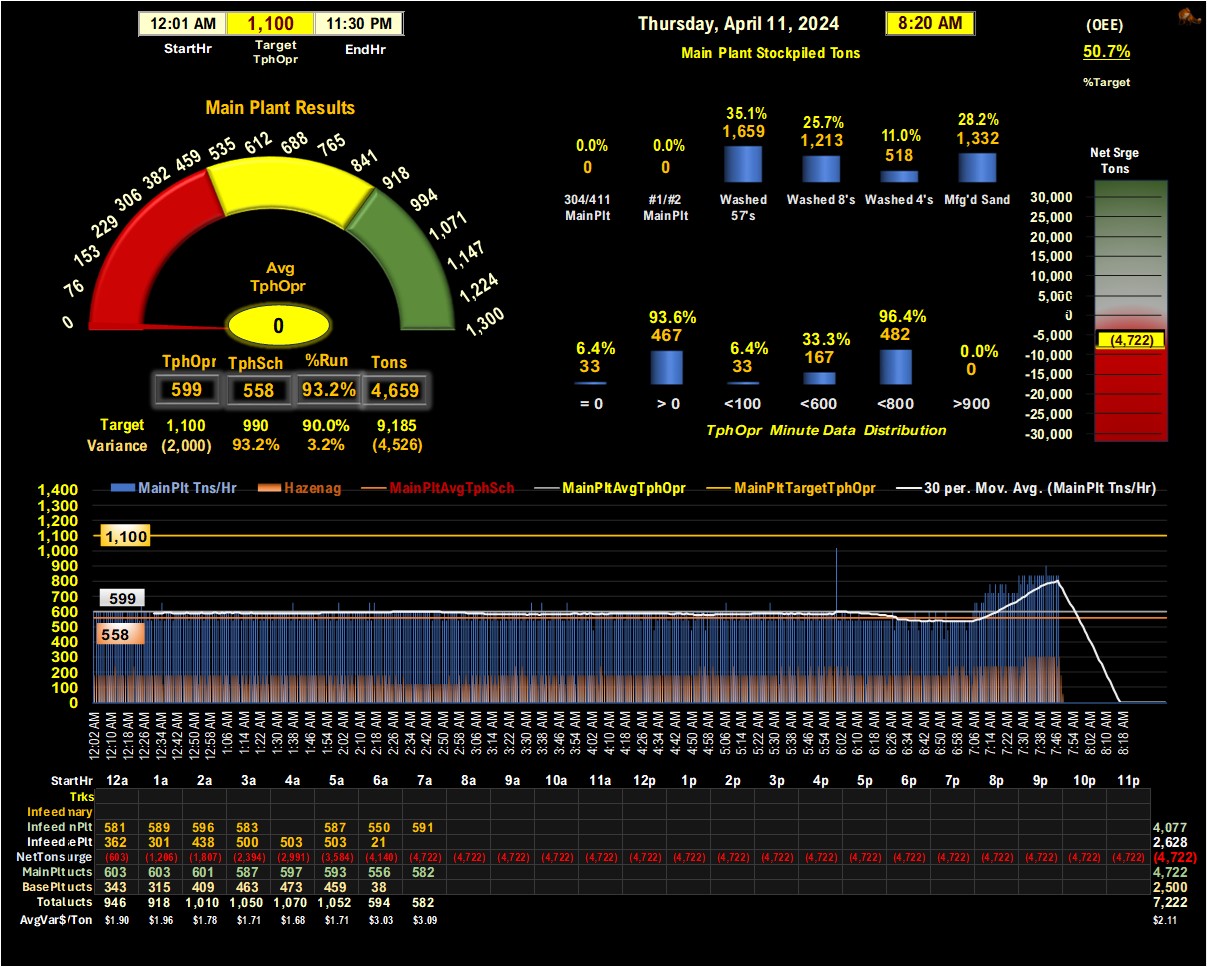 12:01 AM 1,100 11:30 PM
StartHr Target TphOpr EndHr
Thursday, April 11, 2024 8:20 AM
Main Plant Stockpiled Tons
(OEE)
50.7%
%Target
Main Plant Results
0 76 153 229 306 382 459 535 612 688 765 841 918 994 1,071 1,147 1,224 1,300
Avg
TphOpr
0
TphOpr TphSch %Run Tons
599 558 93.2% 4,659
Target 1,100 990 90.0% 9,185
Variance (2,000) 93.2% 3.2% (4,526)
0.0% 0.0% 35.1% 25.7% 11.0% 28.2%
0 0 1,659 1,213 518 1,332
304/411 #1/#2 Washed Washed 8's Washed 4's Mfg'd Sand
MainPlt MainPlt 57's
6.4% 93.6% 6.4% 33.3% 96.4% 0.0%
33 467 33 167 482 0
= 0 > 0 <100 <600 <800 >900
TphOpr Minute Data Distribution
Net Srge
Tons
30,000
25,000
20,000
15,000
10,000
5,000
0
-5,000
(4,722)
-10,000
-15,000
-20,000
-25,000
-30,000
MainPlt Tns/Hr Hazenag MainPltAvgTphSch MainPltAvgTphOpr MainPltTargetTphOpr 30 per. Mov. Avg. (MainPlt Tns/Hr)
1,400
1,300
1,200
1,100
1,000
900
800
700
600
500
400
300
200
100
0
1,100
599
558
12:02 AM 12:10 AM 12:18 AM 12:26 AM 12:34 AM 12:42 AM 12:50 AM 12:58 AM 1:06 AM 1:14 AM 1:22 AM 1:30 AM 1:38 AM 1:46 AM 1:54 AM 2:02 AM 2:10 AM 2:18 AM 2:26 AM 2:34 AM 2:42 AM 2:50 AM 2:58 AM 3:06 AM 3:14 AM 3:22 AM 3:30 AM 3:38 AM 3:46 AM 3:54 AM 4:02 AM 4:10 AM 4:18 AM 4:26 AM 4:34 AM 4:42 AM 4:50 AM 4:58 AM 5:06 AM 5:14 AM 5:22 AM 5:30 AM 5:38 AM 5:46 AM 5:54 AM 6:02 AM 6:10 AM 6:18 AM 6:26 AM 6:34 AM 6:42 AM 6:50 AM 6:58 AM 7:06 AM 7:14 AM 7:22 AM 7:30 AM 7:38 AM 7:46 AM 7:54 AM 8:02 AM 8:10 AM 8:18 AM
StartHr 12a 1a 2a 3a 4a 5a 6a 7a 8a 9a 10a 11a 12p 1p 2p 3p 4p 5p 6p 7p 8p 9p 10p 11p
Trks
Infeed mary
Infeed nPlt 581 589 596 583 587 550 591 4,077
Infeed ePlt 362 301 438 500 503 503 21 2,628
NetTons urge (603) (1,206) (1,807) (2,394) (2,991) (3,584) (4,140) (4,722) (4,722) (4,722) (4,722) (4,722) (4,722) (4,722) (4,722) (4,722) (4,722) (4,722) (4,722) (4,722) (4,722) (4,722) (4,722) (4,722) (4,722)
MainPlt ucts 603 603 601 587 597 593 556 582 4,722
BasePlt ucts 343 315 409 463 473 459 38 2,500
Total ucts 946 918 1,010 1,050 1,070 1,052 594 582 7,222
AvgVar$/Ton $1.90 $1.96 $1.78 $1.71 $1.68 $1.71 $3.03 $3.09 $2.11